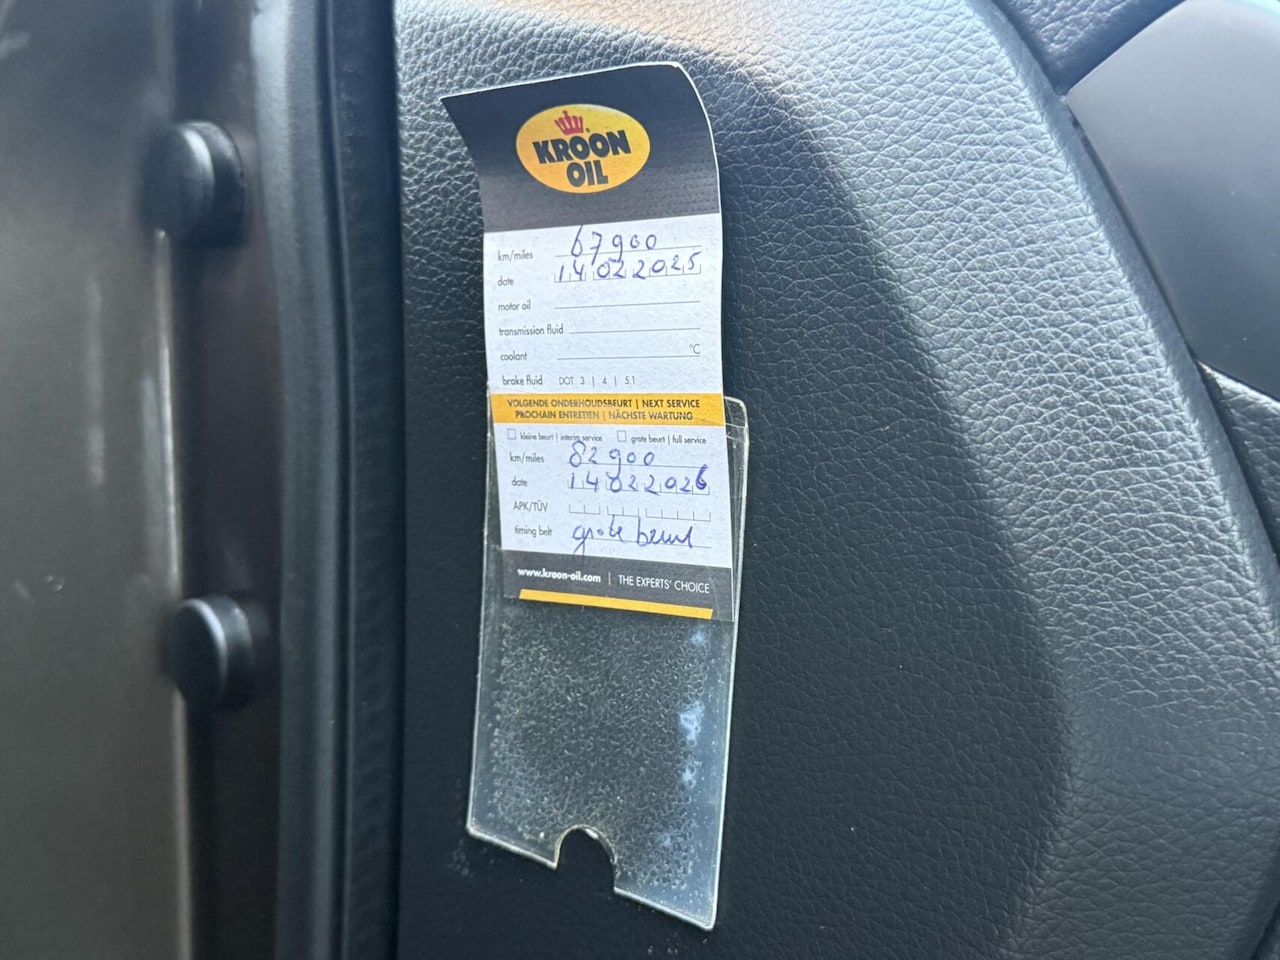 KROON
OIL
km/miles 67900
date 14022025
motor oil
transmission fluid
coolant °C
brake fluid DOT 3 | 4 | 5.1
VOLGENDE ONDERHOUDSBEURT | NEXT SERVICE
PROCHAIN ENTRETIEN | NÄCHSTE WARTUNG
kleine beurt | interim service grote beurt | full service
km/miles 82900
date 14022026
APK/TÜV
timing belt grote beurt
www.kroon-oil.com | THE EXPERTS' CHOICE